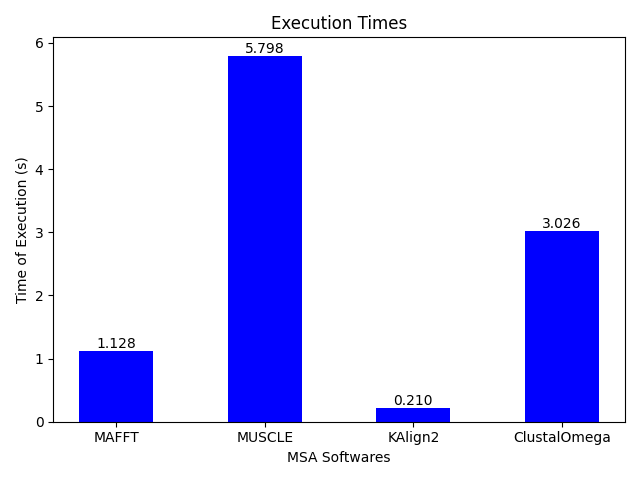 Execution Times
Time of Execution (s)
6
5
4
3
2
1
0
1.128
5.798
0.210
3.026
MAFFT
MUSCLE
KAlign2
ClustalOmega
MSA Softwares